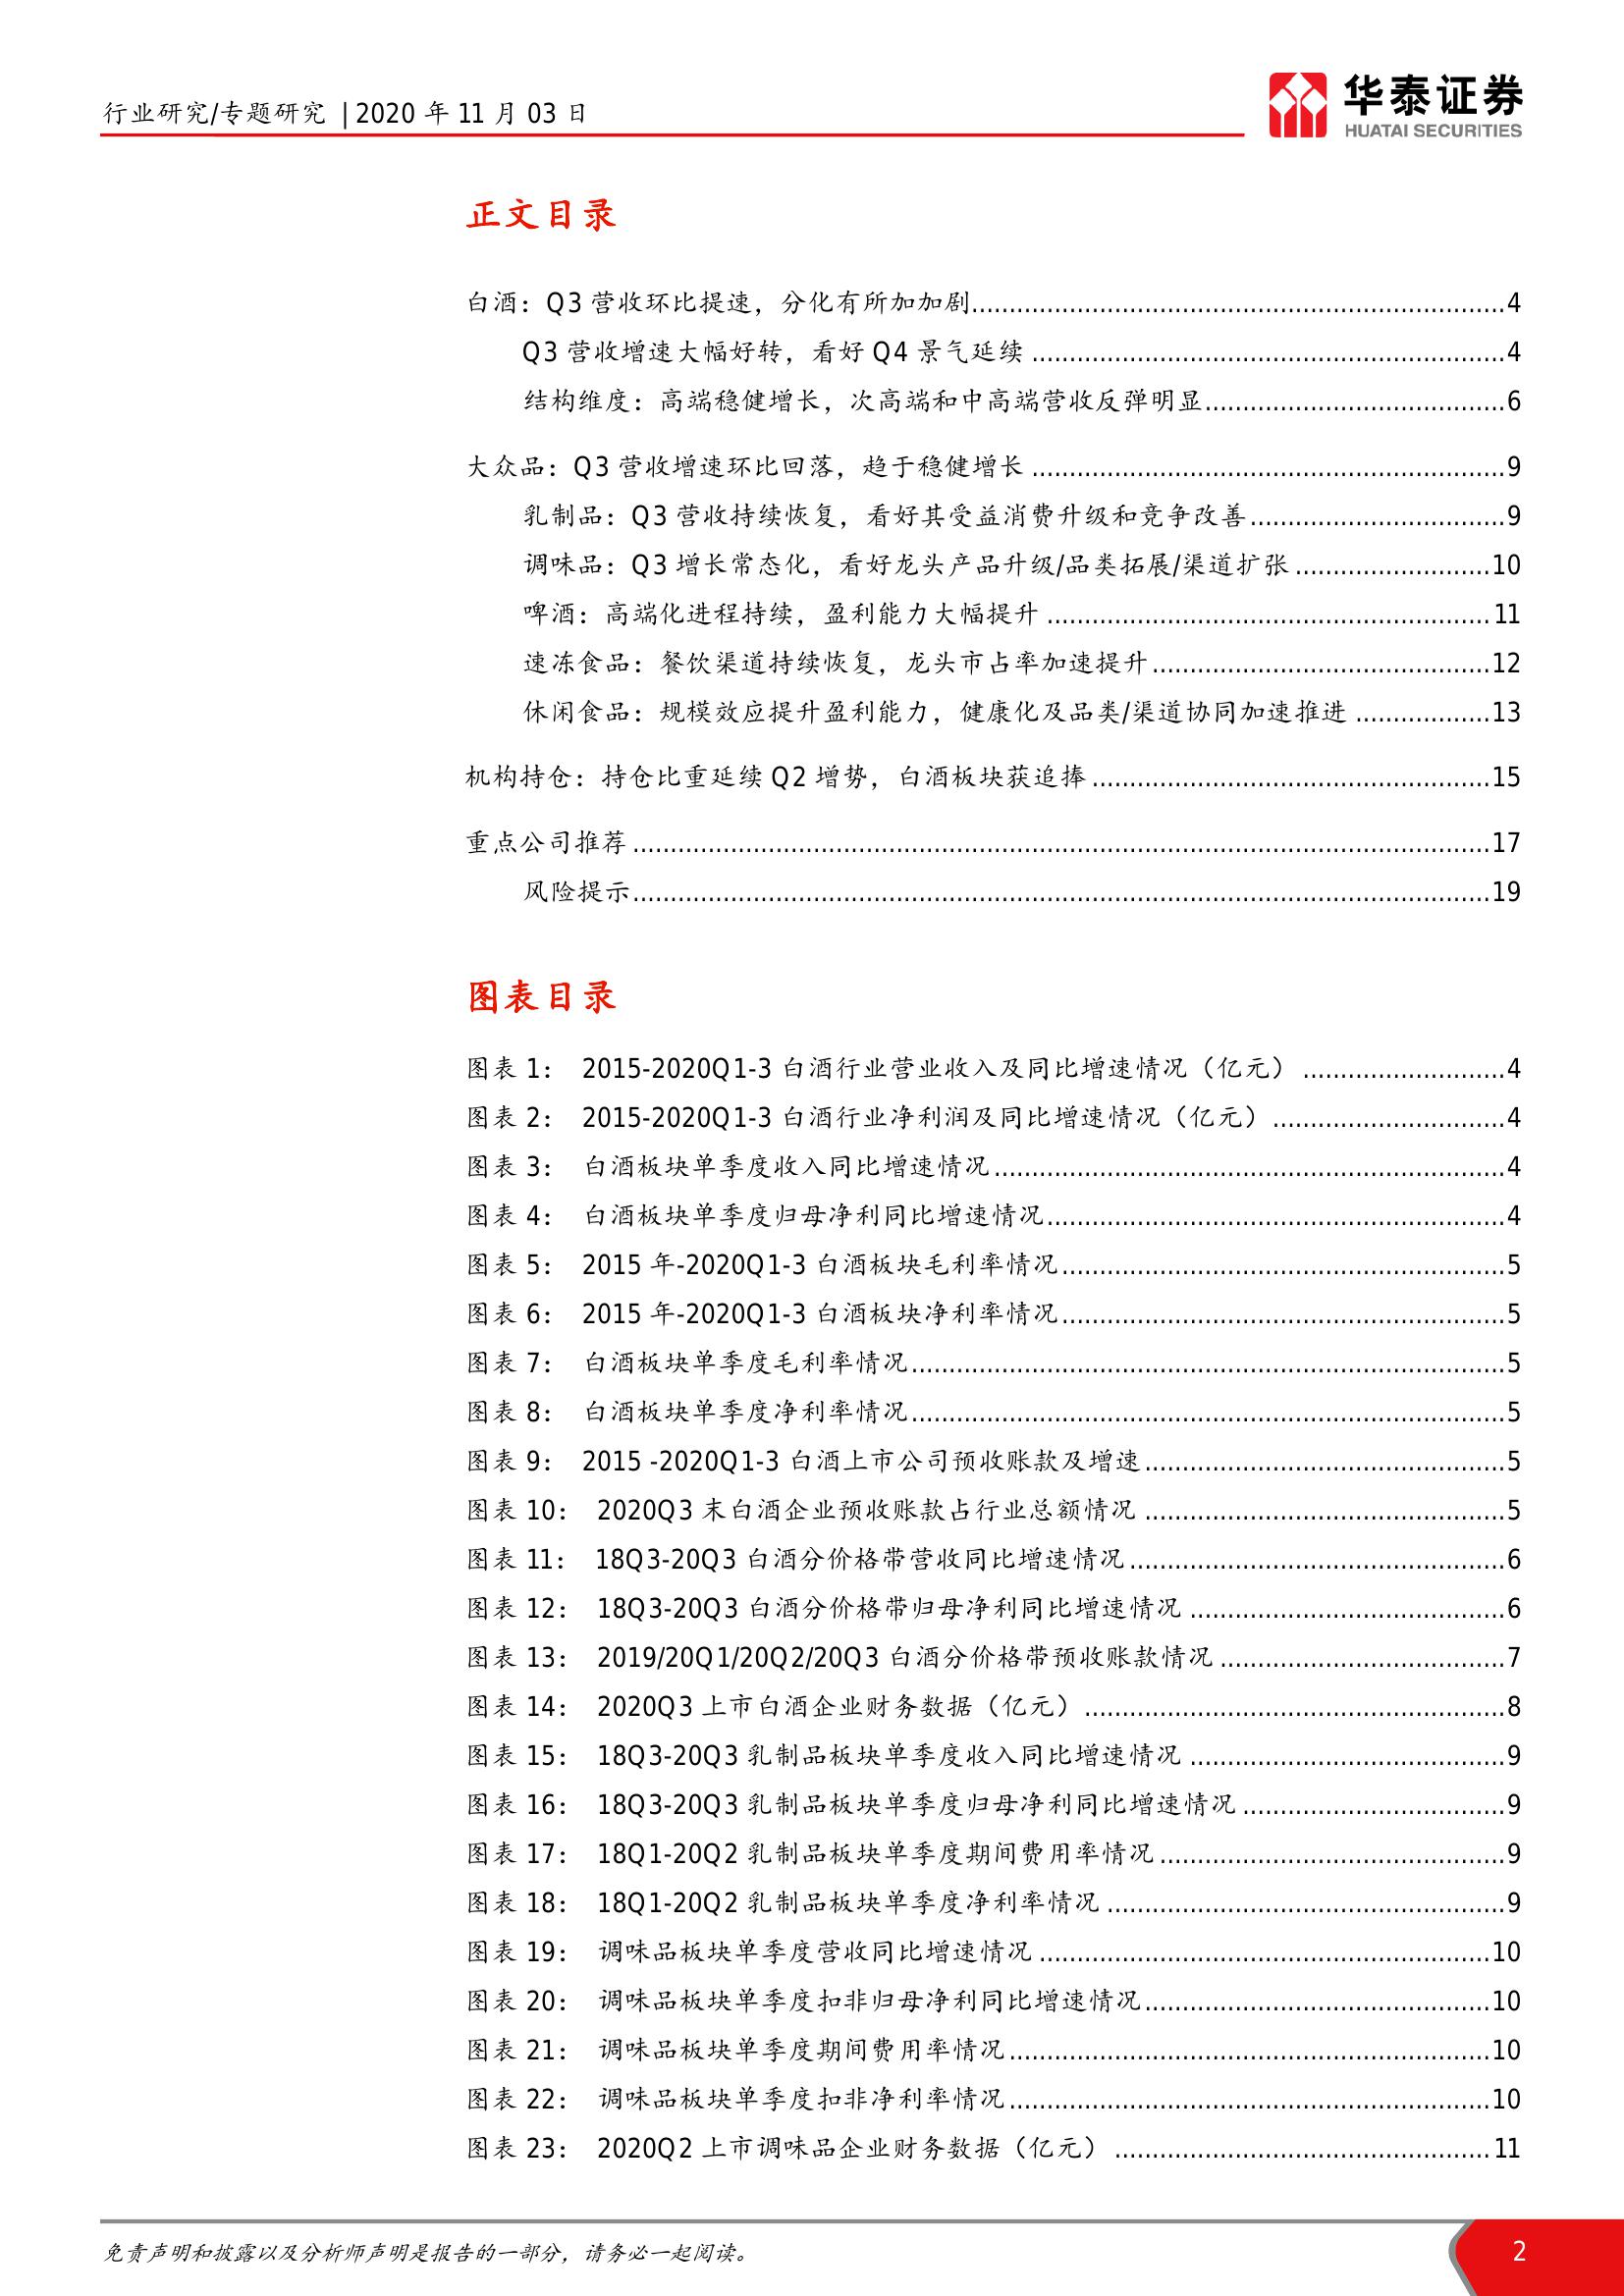 行业研究/专题研究 | 2020 年 11 月 03 日
华泰证券
HUATAI SECURITIES
正文目录
白酒：Q3 营收环比提速，分化有所加加剧....................4
Q3 营收增速大幅好转，看好 Q4 景气延续....................4
结构维度：高端稳健增长，次高端和中高端营收反弹明显....................6
大众品：Q3 营收增速环比回落，趋于稳健增长....................9
乳制品：Q3 营收持续恢复，看好其受益消费升级和竞争改善....................9
调味品：Q3 增长常态化，看好龙头产品升级/品类拓展/渠道扩张....................10
啤酒：高端化进程持续，盈利能力大幅提升....................11
速冻食品：餐饮渠道持续恢复，龙头市占率加速提升....................12
休闲食品：规模效应提升盈利能力，健康化及品类/渠道协同加速推进....................13
机构持仓：持仓比重延续 Q2 增势，白酒板块获追捧....................15
重点公司推荐....................17
风险提示....................19
图表目录
图表 1： 2015-2020Q1-3 白酒行业营业收入及同比增速情况（亿元）....................4
图表 2： 2015-2020Q1-3 白酒行业净利润及同比增速情况（亿元）....................4
图表 3： 白酒板块单季度收入同比增速情况....................4
图表 4： 白酒板块单季度归母净利同比增速情况....................4
图表 5： 2015 年-2020Q1-3 白酒板块毛利率情况....................5
图表 6： 2015 年-2020Q1-3 白酒板块净利率情况....................5
图表 7： 白酒板块单季度毛利率情况....................5
图表 8： 白酒板块单季度净利率情况....................5
图表 9： 2015 -2020Q1-3 白酒上市公司预收账款及增速....................5
图表 10： 2020Q3 末白酒企业预收账款占行业总额情况....................5
图表 11： 18Q3-20Q3 白酒分价格带营收同比增速情况....................6
图表 12： 18Q3-20Q3 白酒分价格带归母净利同比增速情况....................6
图表 13： 2019/20Q1/20Q2/20Q3 白酒分价格带预收账款情况....................7
图表 14： 2020Q3 上市白酒企业财务数据（亿元）....................8
图表 15： 18Q3-20Q3 乳制品板块单季度收入同比增速情况....................9
图表 16： 18Q3-20Q3 乳制品板块单季度归母净利同比增速情况....................9
图表 17： 18Q1-20Q2 乳制品板块单季度期间费用率情况....................9
图表 18： 18Q1-20Q2 乳制品板块单季度净利率情况....................9
图表 19： 调味品板块单季度营收同比增速情况....................10
图表 20： 调味品板块单季度扣非归母净利同比增速情况....................10
图表 21： 调味品板块单季度期间费用率情况....................10
图表 22： 调味品板块单季度扣非净利率情况....................10
图表 23： 2020Q2 上市调味品企业财务数据（亿元）....................11
免责声明和披露以及分析师声明是报告的一部分，请务必一起阅读。
2